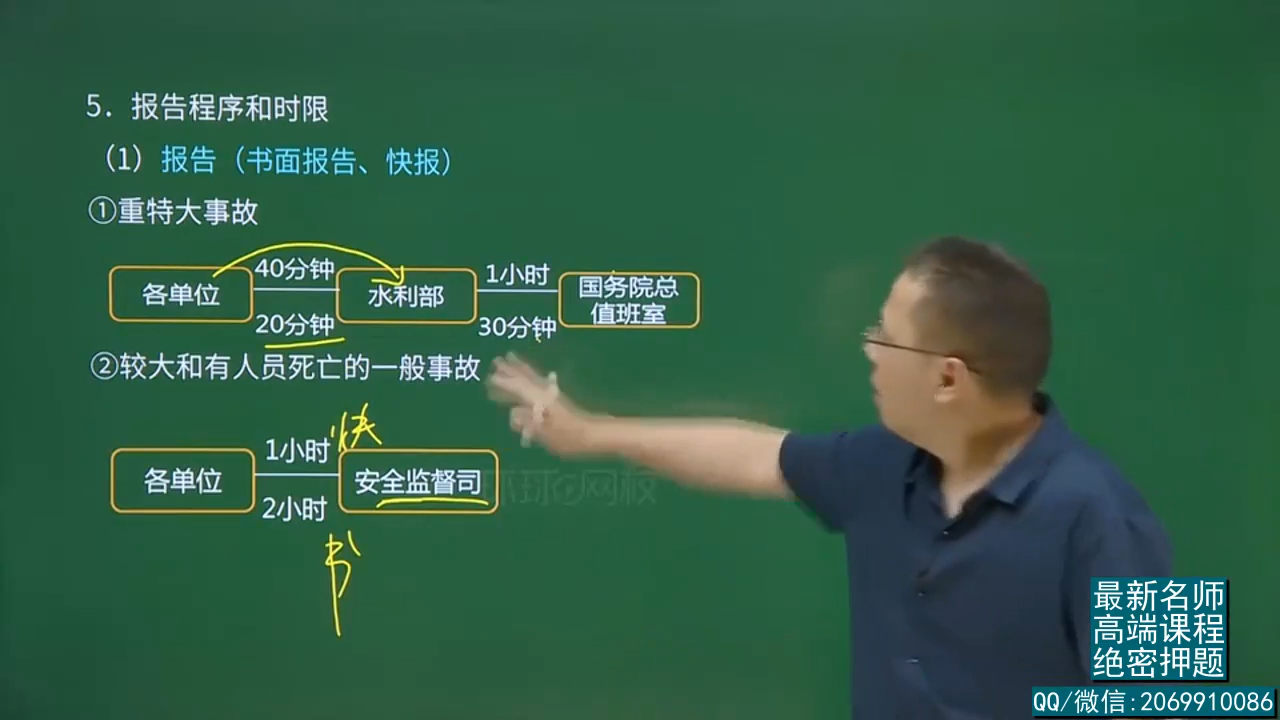 5. 报告程序和时限
（1）报告（书面报告、快报）
①重特大事故
各单位 40分钟 水利部 1小时 国务院总值班室
20分钟 30分钟
②较大和有人员死亡的一般事故
快
各单位 1小时 安全监督司
2小时
书
环球网校
最新名师
高端课程
绝密押题
QQ/微信:2069910086